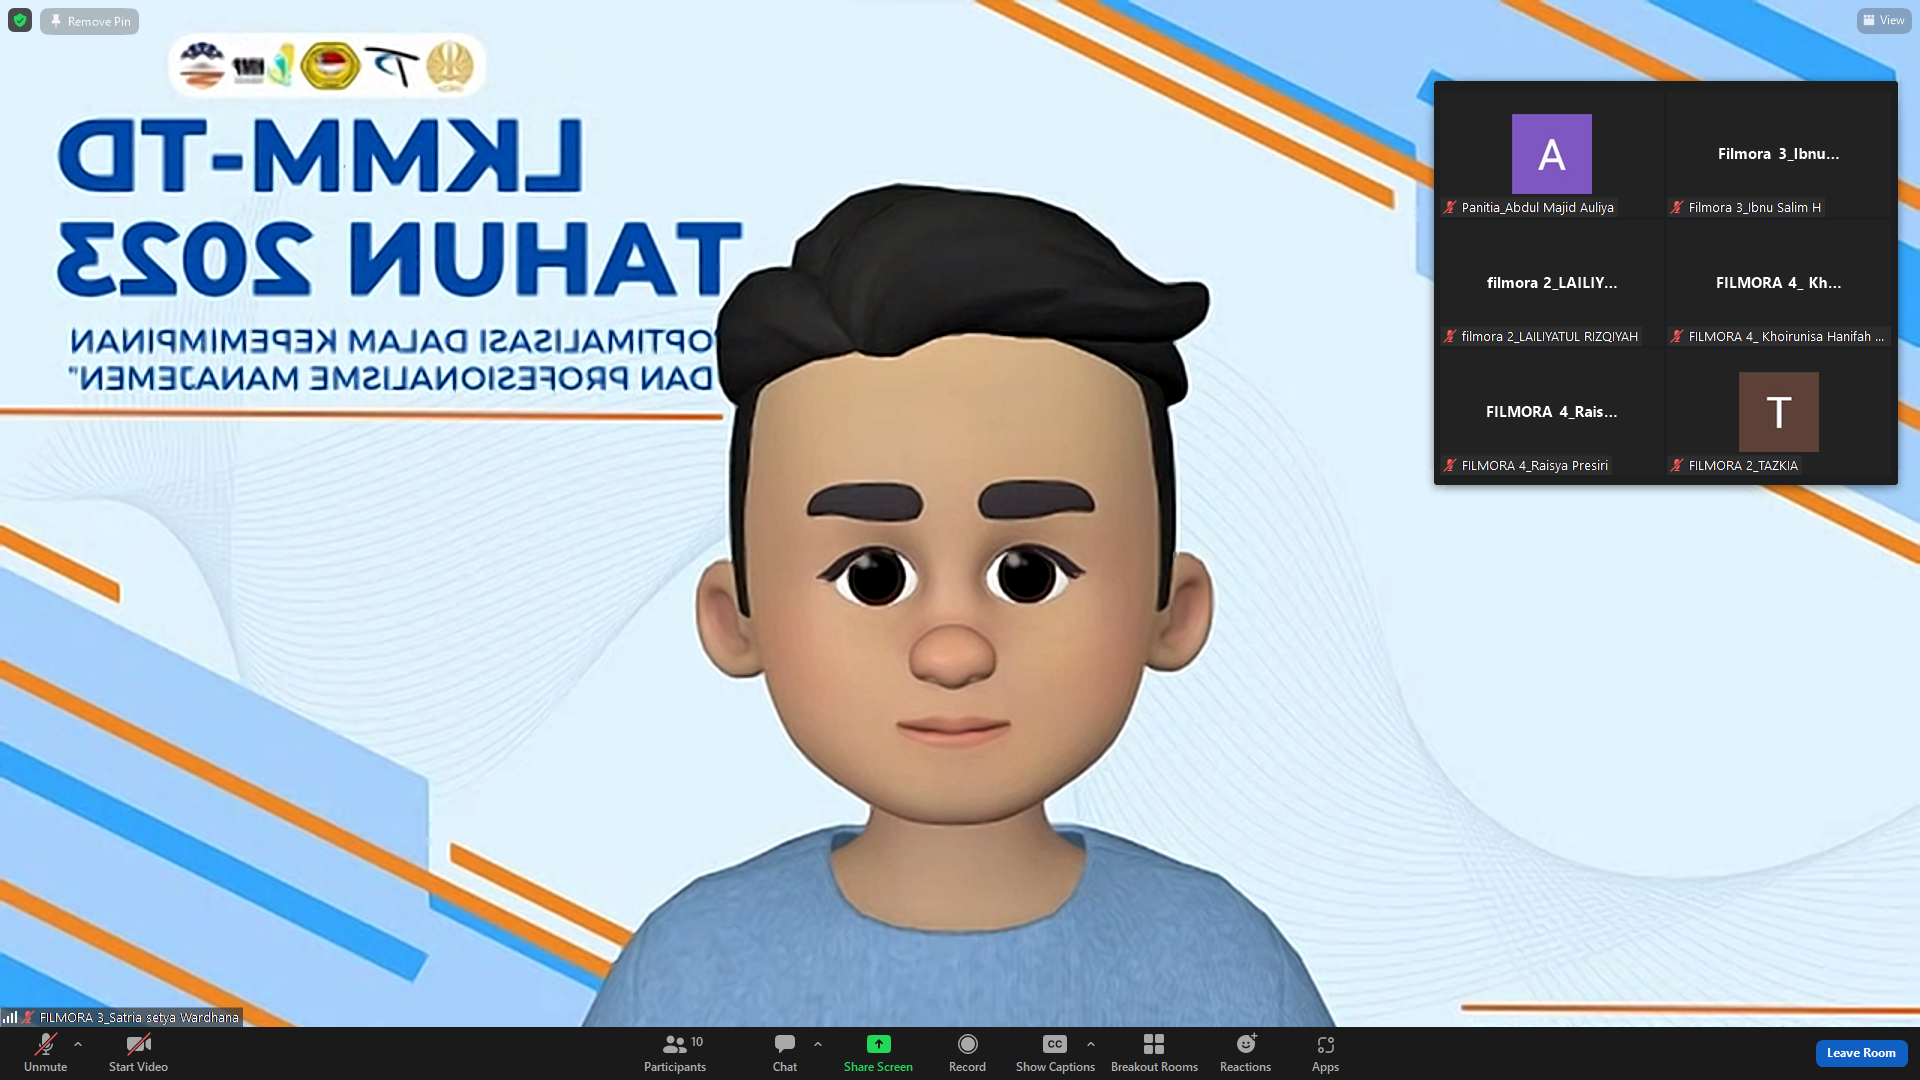 Remove Pin
View
LKMM-TD
TAHUN 2023
OPTIMALISASI DALAM KEPEMIMPINAN
DAN PROFESIONALISME MANAJEMEN"
A
Panitia_Abdul Majid Auliya
Filmora 3_Ibnu...
Filmora 3_Ibnu Salim H
filmora 2_LAILIY...
filmora 2_LAILIYATUL RIZQIYAH
FILMORA 4_ Kh...
FILMORA 4_ Khoirunisa Hanifah ...
FILMORA 4_Rais...
FILMORA 4_Raisya Presiri
T
FILMORA 2_TAZKIA
FILMORA 3_Satria setya Wardhana
Unmute
Start Video
Participants
10
Chat
Share Screen
Record
CC
Show Captions
Breakout Rooms
Reactions
Apps
Leave Room